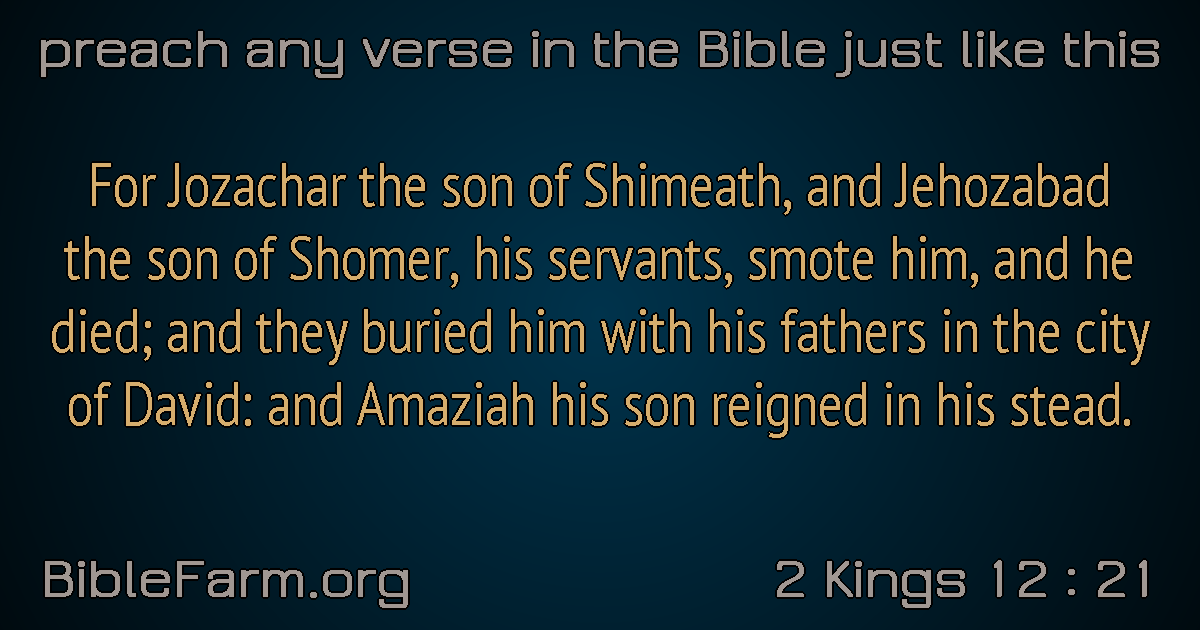 preach any verse in the Bible just like this
For Jozachar the son of Shimeath, and Jehozabad
the son of Shomer, his servants, smote him, and he
died; and they buried him with his fathers in the city
of David: and Amaziah his son reigned in his stead.
BibleFarm.org
2 Kings 12 : 21